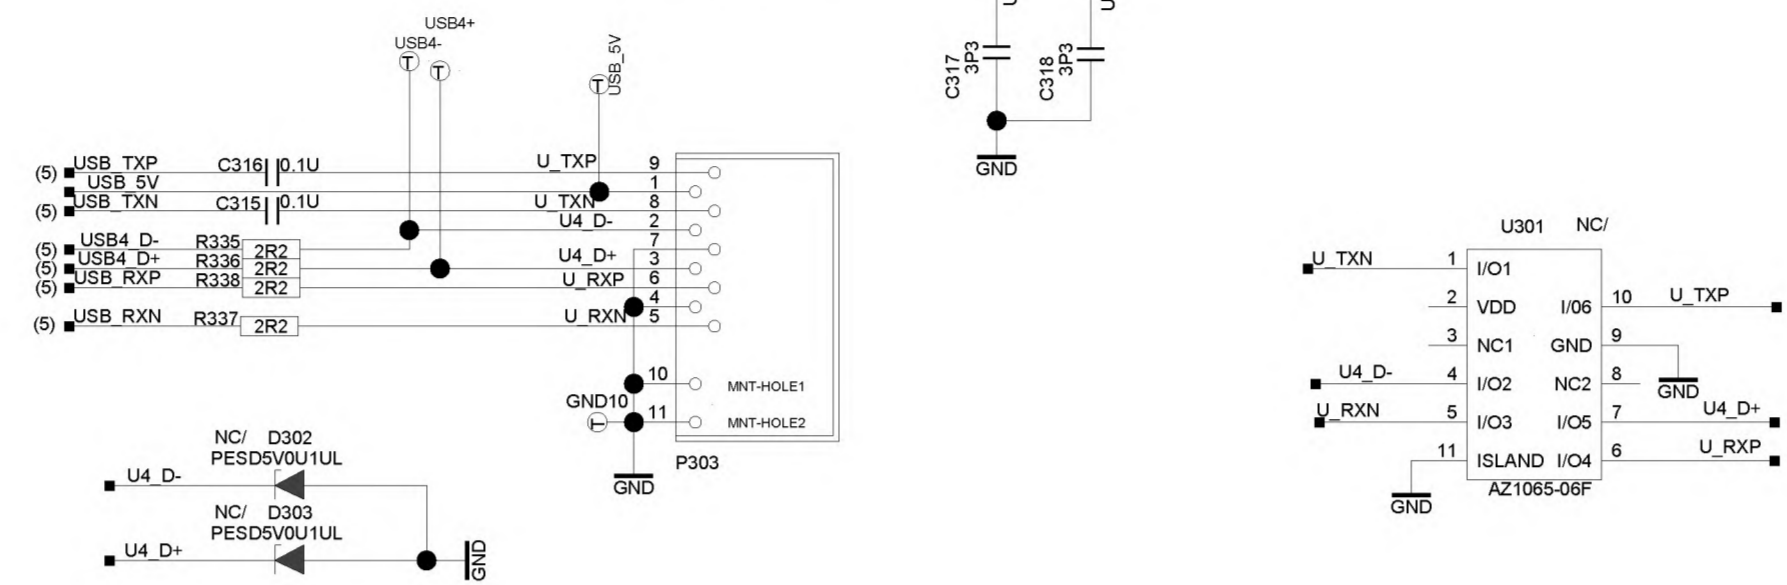 USB4+
USB4-
USB_5V
C317
3P3
C318
3P3
GND
(5) USB_TXP C316 0.1U U_TXP 9
USB_5V 1
(5) USB_TXN C315 0.1U U_TXN 8
U4_D- 2
(5) USB4_D- R335 2R2 7
(5) USB4_D+ R336 2R2 U4_D+ 3
(5) USB_RXP R338 2R2 U_RXP 6
4
(5) USB_RXN R337 2R2 U_RXN 5
10 MNT-HOLE1
GND10 11 MNT-HOLE2
P303
GND
NC/ D302
PESD5V0U1UL
U4_D-
NC/ D303
PESD5V0U1UL
U4_D+
GND
U301 NC/
U_TXN 1 I/O1
2 VDD I/06 10 U_TXP
3 NC1 GND 9
U4_D- 4 I/O2 NC2 8 GND
U_RXN 5 I/O3 I/O5 7 U4_D+
11 ISLAND I/O4 6 U_RXP
AZ1065-06F
GND